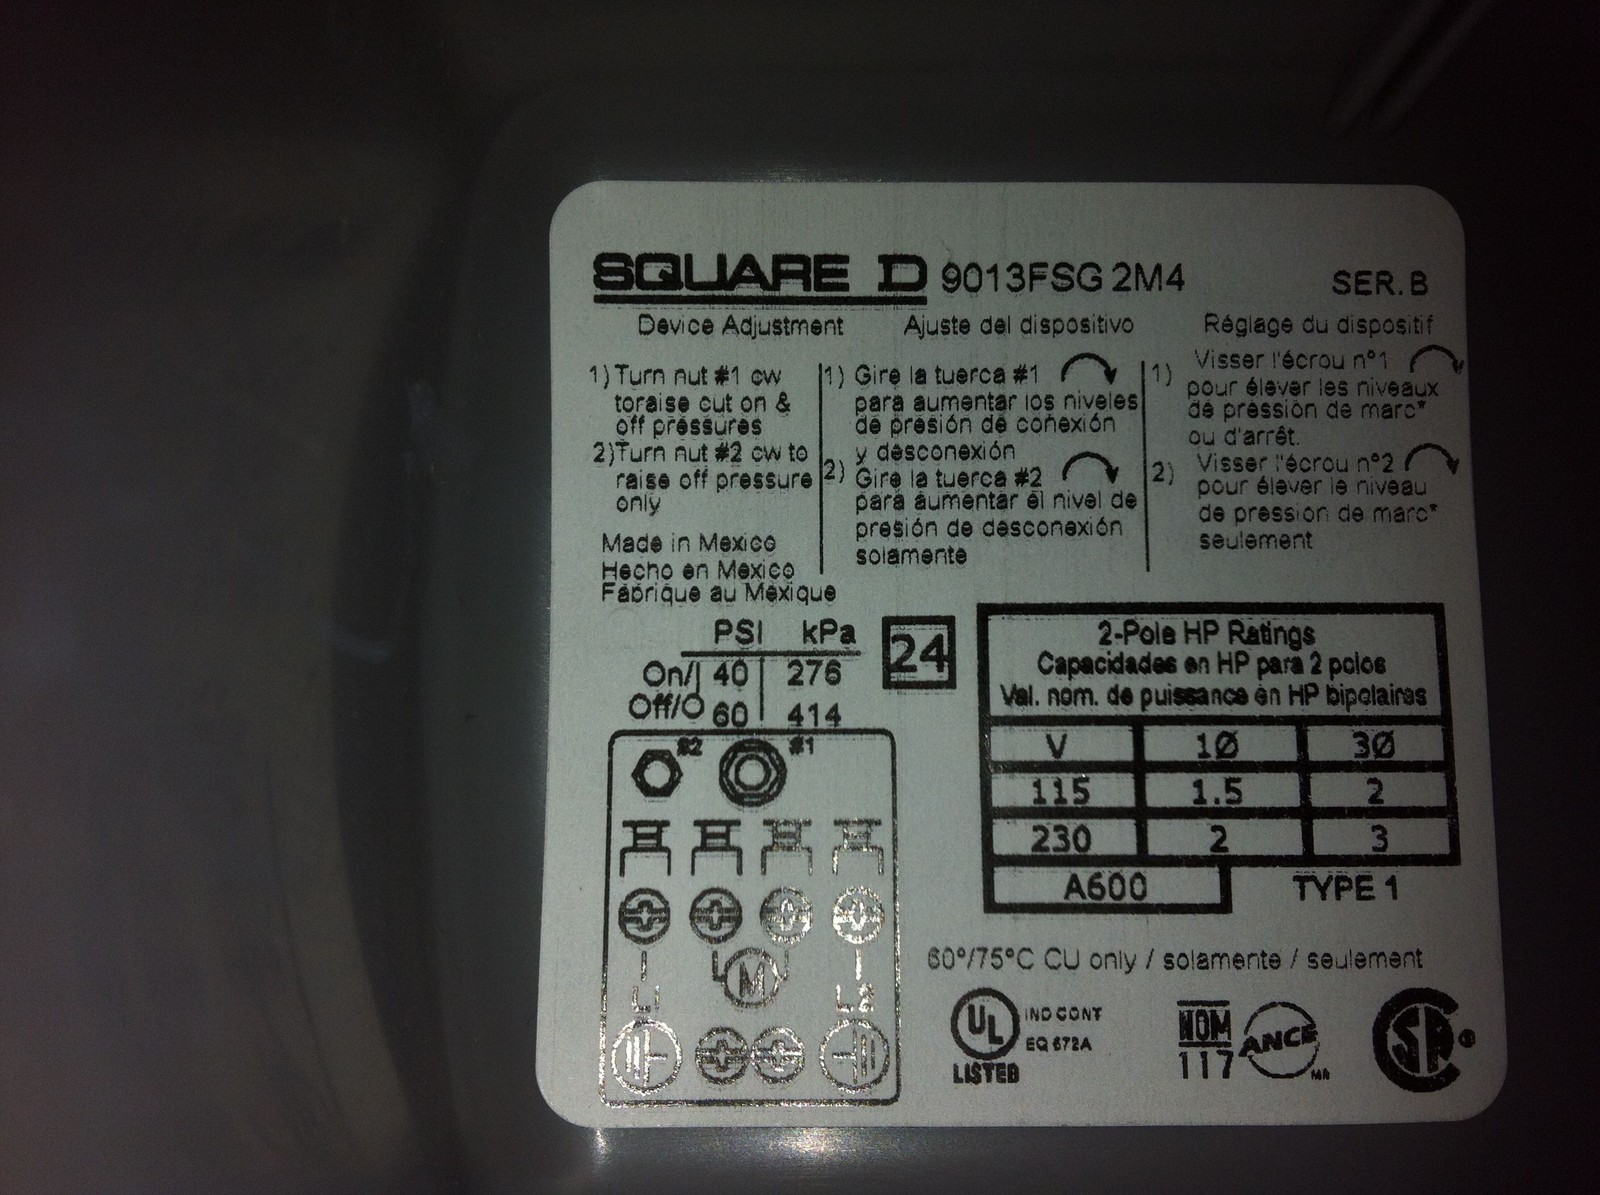 SQUARE D 9013FSG 2M4 SER. B
Device Adjustment
1) Turn nut #1 cw
toraise cut on &
off pressures
2) Turn nut #2 cw to
raise off pressure
only
Made in Mexico
Hecho en Mexico
Fabrique au Mexique
Ajuste del dispositivo
1) Gire la tuerca #1
para aumentar los niveles
de presión de conexión
y desconexión
2) Gire la tuerca #2
para aumentar el nivel de
presión de desconexión
solamente
Réglage du dispositif
1) Visser l'écrou nº1
pour élever les niveaux
de pression de marc*
ou d'arrêt.
2) Visser l'écrou nº2
pour élever le niveau
de pression de marc*
seulement
PSI kPa
On/I 40 276
Off/O 60 414
24
#2 #1
M
L1 L2
2-Pole HP Ratings
Capacidades en HP para 2 polos
Val. nom. de puissance en HP bipolaires
V 1Ø 3Ø
115 1.5 2
230 2 3
A600 TYPE 1
60º/75ºC CU only / solamente / seulement
UL IND CONT
EQ 672A
LISTED
NOM
117
ANCE
MR
SP ®